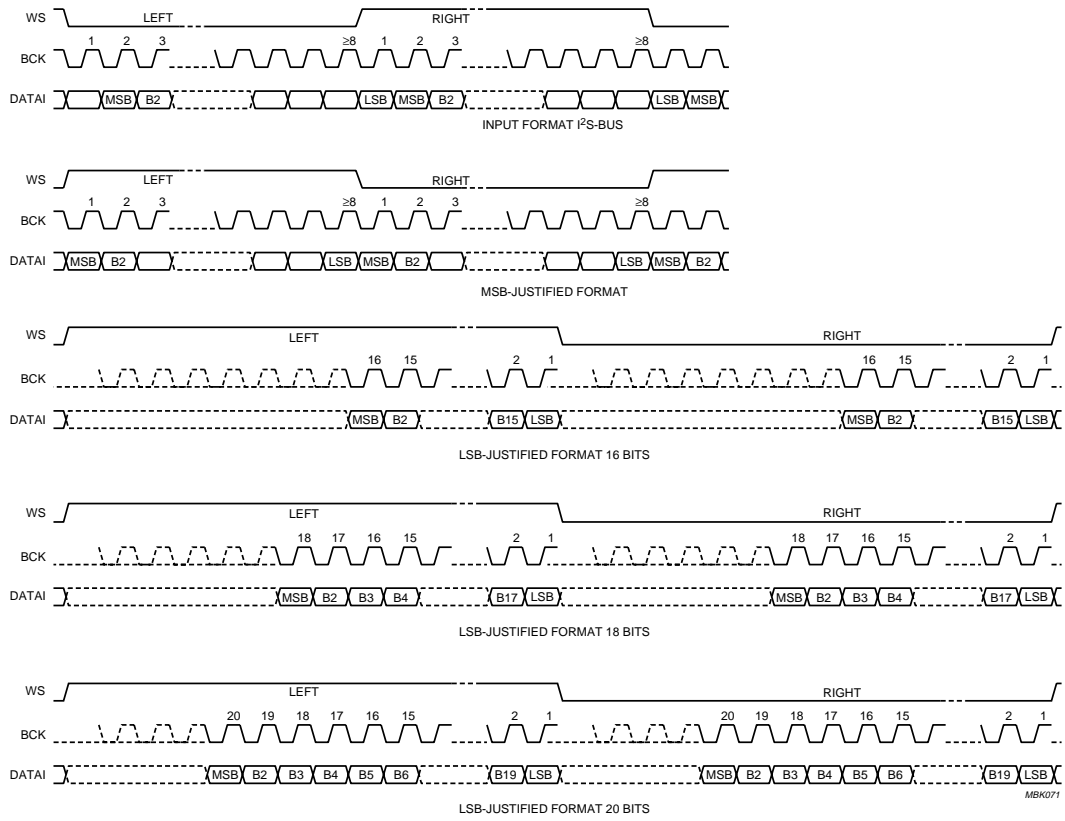 WS LEFT RIGHT
1 2 3 ≥8 1 2 3 ≥8
BCK
DATAI MSB B2 LSB MSB B2 LSB MSB
INPUT FORMAT I²S-BUS
WS LEFT RIGHT
1 2 3 ≥8 1 2 3 ≥8
BCK
DATAI MSB B2 LSB MSB B2 LSB MSB B2
MSB-JUSTIFIED FORMAT
WS LEFT RIGHT
16 15 2 1 16 15 2 1
BCK
DATAI MSB B2 B15 LSB MSB B2 B15 LSB
LSB-JUSTIFIED FORMAT 16 BITS
WS LEFT RIGHT
18 17 16 15 2 1 18 17 16 15 2 1
BCK
DATAI MSB B2 B3 B4 B17 LSB MSB B2 B3 B4 B17 LSB
LSB-JUSTIFIED FORMAT 18 BITS
WS LEFT RIGHT
20 19 18 17 16 15 2 1 20 19 18 17 16 15 2 1
BCK
DATAI MSB B2 B3 B4 B5 B6 B19 LSB MSB B2 B3 B4 B5 B6 B19 LSB
MBK071
LSB-JUSTIFIED FORMAT 20 BITS